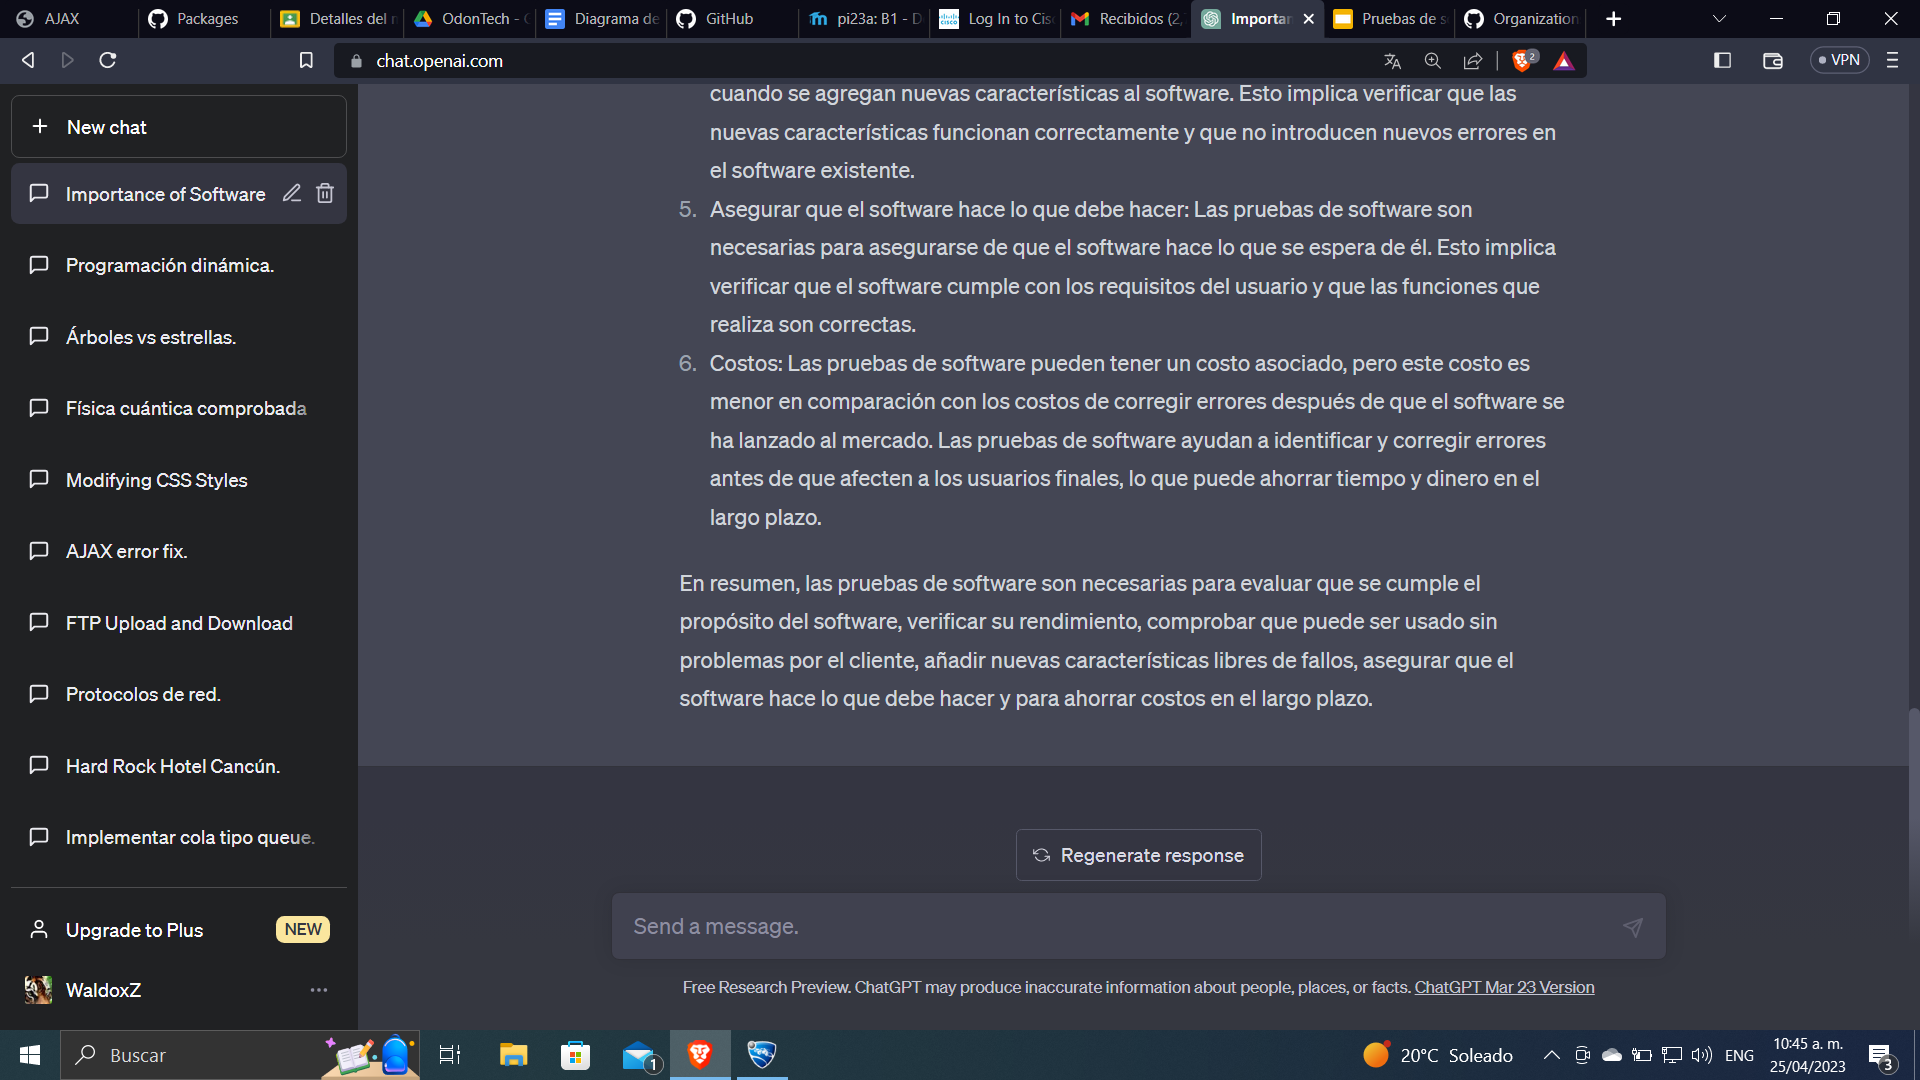 AJAX
Packages
Detalles del
OdonTech -
Diagrama de
GitHub
pi23a: B1 - D
Log In to Cis
Recibidos (2,
Importan
Pruebas de s
Organization
chat.openai.com
2
VPN
New chat
Importance of Software
Programación dinámica.
Árboles vs estrellas.
Física cuántica comprobada
Modifying CSS Styles
AJAX error fix.
FTP Upload and Download
Protocolos de red.
Hard Rock Hotel Cancún.
Implementar cola tipo queue.
Upgrade to Plus NEW
WaldoxZ
cuando se agregan nuevas características al software. Esto implica verificar que las
nuevas características funcionan correctamente y que no introducen nuevos errores en
el software existente.
5. Asegurar que el software hace lo que debe hacer: Las pruebas de software son
necesarias para asegurarse de que el software hace lo que se espera de él. Esto implica
verificar que el software cumple con los requisitos del usuario y que las funciones que
realiza son correctas.
6. Costos: Las pruebas de software pueden tener un costo asociado, pero este costo es
menor en comparación con los costos de corregir errores después de que el software se
ha lanzado al mercado. Las pruebas de software ayudan a identificar y corregir errores
antes de que afecten a los usuarios finales, lo que puede ahorrar tiempo y dinero en el
largo plazo.
En resumen, las pruebas de software son necesarias para evaluar que se cumple el
propósito del software, verificar su rendimiento, comprobar que puede ser usado sin
problemas por el cliente, añadir nuevas características libres de fallos, asegurar que el
software hace lo que debe hacer y para ahorrar costos en el largo plazo.
Regenerate response
Send a message.
Free Research Preview. ChatGPT may produce inaccurate information about people, places, or facts. ChatGPT Mar 23 Version
Buscar
1
20°C Soleado
ENG
10:45 a. m.
25/04/2023
3